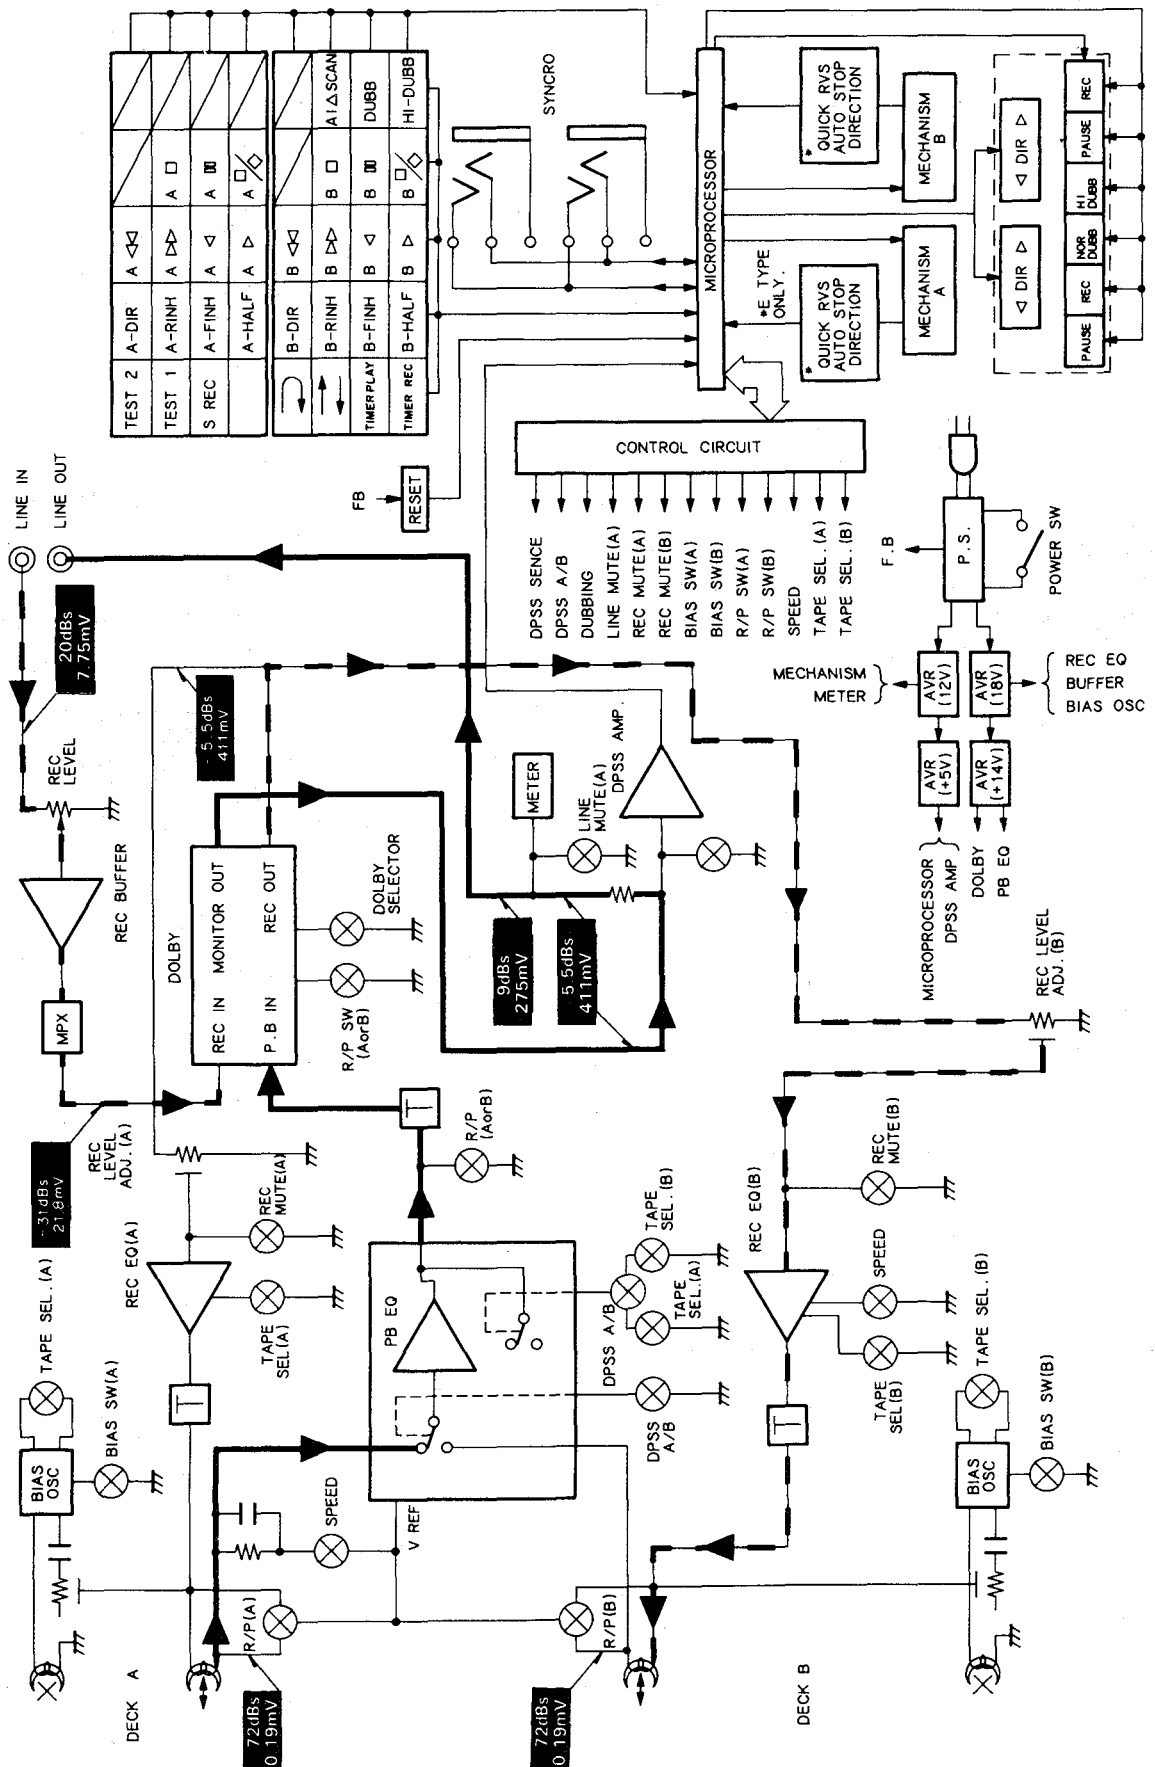 TEST 2
A-DIR
A ◁◁
TEST 1
A-RINH
A ▷▷
A □
S REC
A-FINH
A ◁
A
A-HALF
A ▷
A □/◇
B-DIR
B ◁◁
B-RINH
B ▷▷
B □
AI△SCAN
TIMER PLAY
B-FINH
B ◁
B
DUBB
TIMER REC
B-HALF
B ▷
B □/◇
HI-DUBB
SYNCRO
FB
RESET
MICROPROCESSOR
*E TYPE
ONLY.
* QUICK RVS
AUTO STOP
DIRECTION
MECHANISM
A
* QUICK RVS
AUTO STOP
DIRECTION
MECHANISM
B
◁ DIR ▷
◁ DIR ▷
PAUSE
REC
NOR
DUBB
HI
DUBB
PAUSE
REC
CONTROL CIRCUIT
DPSS SENCE
DPSS A/B
DUBBING
LINE MUTE(A)
REC MUTE(A)
REC MUTE(B)
BIAS SW(A)
BIAS SW(B)
R/P SW(A)
R/P SW(B)
SPEED
TAPE SEL.(A)
TAPE SEL.(B)
F.B
P.S.
POWER SW
MECHANISM
METER
AVR
(12V)
AVR
(18V)
REC EQ
BUFFER
BIAS OSC
AVR
(+5V)
AVR
(+14V)
MICROPROCESSOR
DPSS AMP
DOLBY
PB EQ
LINE IN
LINE OUT
20dBs
7.75mV
REC
LEVEL
REC BUFFER
MPX
-31dBs
21.8mV
-5.5dBs
411mV
DOLBY
REC IN
MONITOR OUT
P.B IN
REC OUT
R/P SW
(AorB)
DOLBY
SELECTOR
METER
LINE
MUTE(A)
DPSS AMP.
9dBs
275mV
5.5dBs
411mV
REC
LEVEL
ADJ.(A)
REC EQ(A)
REC
MUTE(A)
TAPE
SEL(A)
TAPE SEL.(A)
BIAS
OSC
BIAS SW(A)
T
T
R/P
(AorB)
PB EQ
DPSS
A/B
DPSS A/B
TAPE
SEL.(A)
TAPE
SEL.(B)
SPEED
V REF
R/P(A)
R/P(B)
DECK A
72dBs
0.19mV
72dBs
0.19mV
DECK B
REC LEVEL
ADJ.(B)
REC
MUTE(B)
REC EQ(B)
SPEED
TAPE
SEL(B)
T
TAPE SEL.(B)
BIAS
OSC
BIAS SW(B)